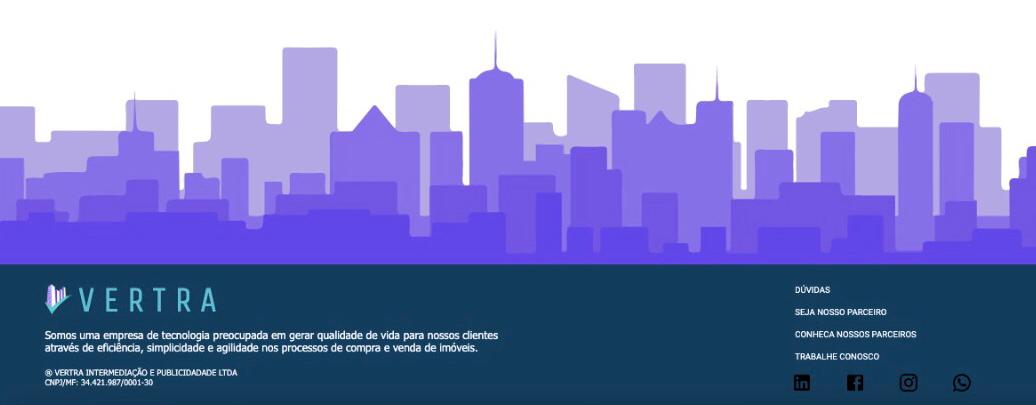 VERTRA
Somos uma empresa de tecnologia preocupada em gerar qualidade de vida para nossos clientes
através de eficiência, simplicidade e agilidade nos processos de compra e venda de imóveis.
® VERTRA INTERMEDIAÇÃO E PUBLICIDADADE LTDA
CNPJ/MF: 34.421.987/0001-30
DÚVIDAS
SEJA NOSSO PARCEIRO
CONHECA NOSSOS PARCEIROS
TRABALHE CONOSCO